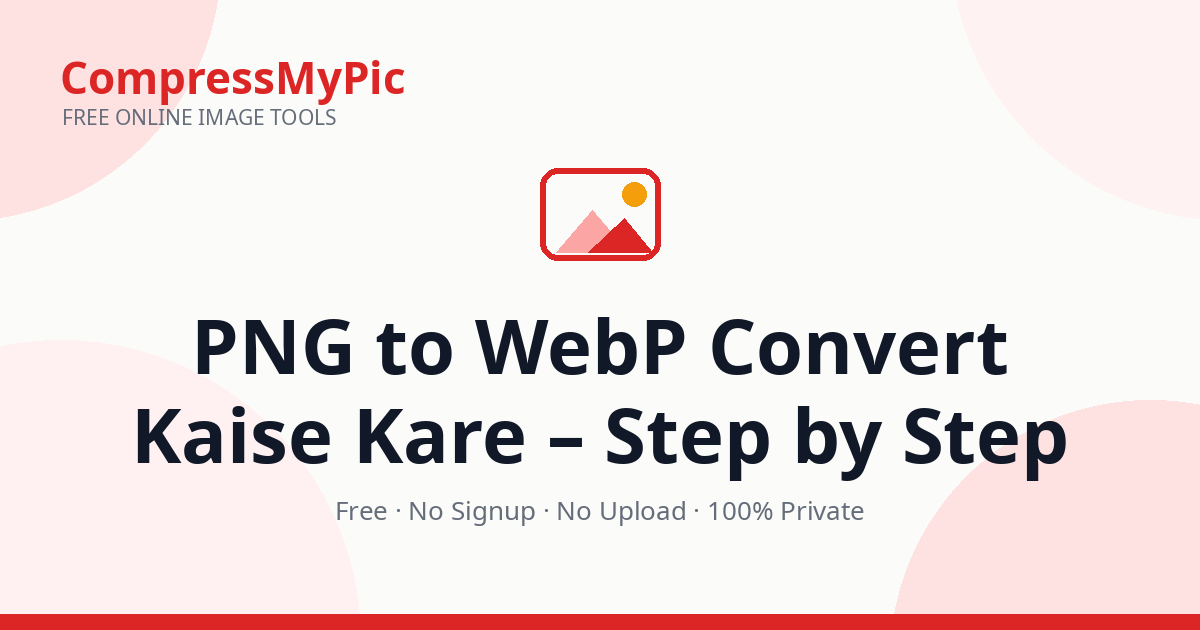 CompressMyPic
FREE ONLINE IMAGE TOOLS
PNG to WebP Convert
Kaise Kare – Step by Step
Free · No Signup · No Upload · 100% Private